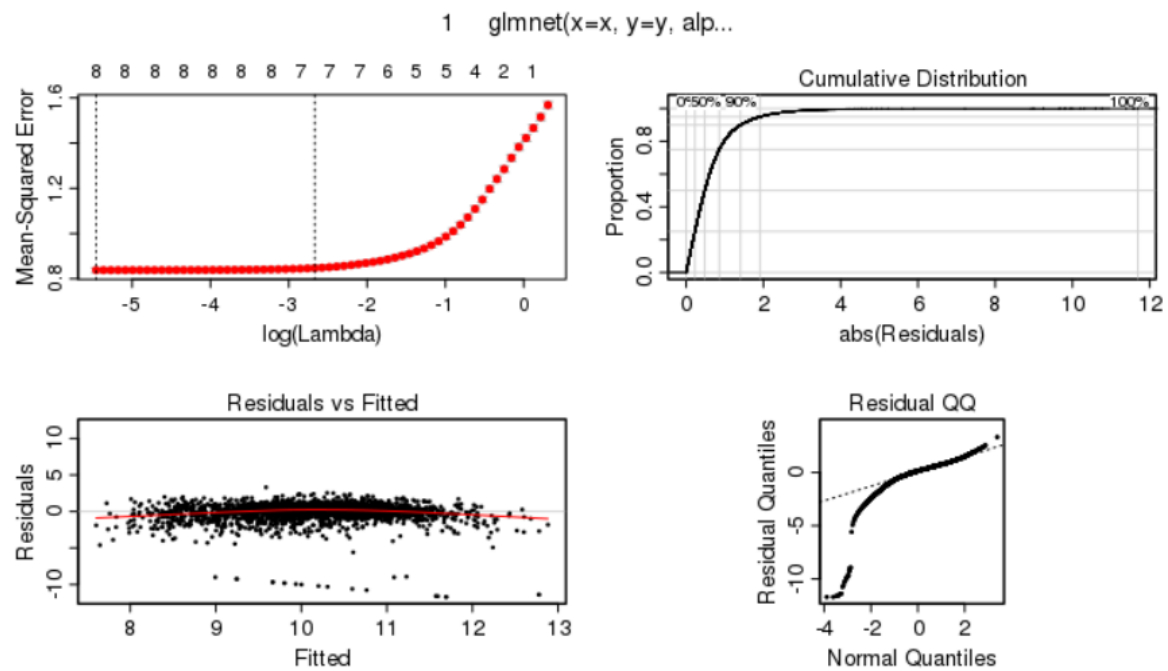 1 glmnet(x=x, y=y, alp...
8 8 8 8 8 8 8 7 7 7 6 5 5 4 2 1
Mean-Squared Error
0.8 1.2 1.6
-5 -4 -3 -2 -1 0
log(Lambda)
Cumulative Distribution
50% 90% 100%
Proportion
0.0 0.4 0.8
0 2 4 6 8 10 12
abs(Residuals)
Residuals vs Fitted
Residuals
-10 0 5 10
8 9 10 11 12 13
Fitted
Residual QQ
Residual Quantiles
-10 -5 0
-4 -2 0 2
Normal Quantiles